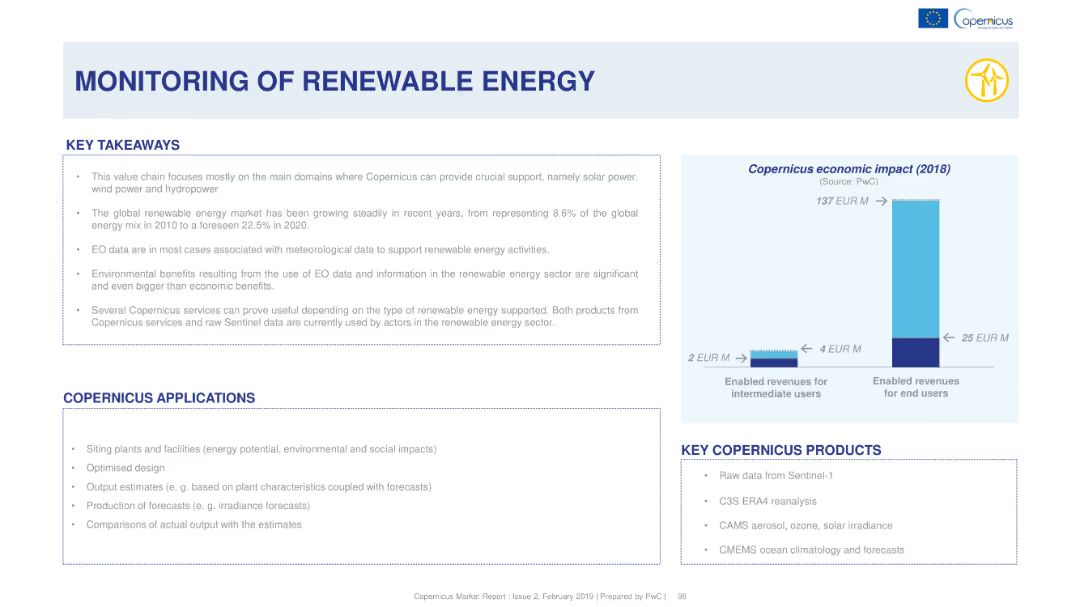 opernicus
MONITORING OF RENEWABLE ENERGY
KEY TAKEAWAYS
• This value chain focuses mostly on the main domains where Copernicus can provide crucial support, namely solar power,
wind power and hydropower
• The global renewable energy market has been growing steadily in recent years, from representing 8.6% of the global
energy mix in 2010 to a foreseen 22.5% in 2020.
• EO data are in most cases associated with meteorological data to support renewable energy activities.
• Environmental benefits resulting from the use of EO data and information in the renewable energy sector are significant
and even bigger than economic benefits.
• Several Copernicus services can prove useful depending on the type of renewable energy supported. Both products from
Copernicus services and raw Sentinel data are currently used by actors in the renewable energy sector.
COPERNICUS APPLICATIONS
• Siting plants and facilities (energy potential, environmental and social impacts)
• Optimised design
• Output estimates (e. g. based on plant characteristics coupled with forecasts)
• Production of forecasts (e. g. irradiance forecasts)
• Comparisons of actual output with the estimates
Copernicus economic impact (2018)
(Source: PwC)
137 EUR M
25 EUR M
4 EUR M
2 EUR M
Enabled revenues for
intermediate users
Enabled revenues
for end users
KEY COPERNICUS PRODUCTS
• Raw data from Sentinel-1
• C3S ERA4 reanalysis
• CAMS aerosol, ozone, solar irradiance
• CMEMS ocean climatology and forecasts
Copernicus Market Report : Issue 2, February 2019 | Prepared by PwC | 98